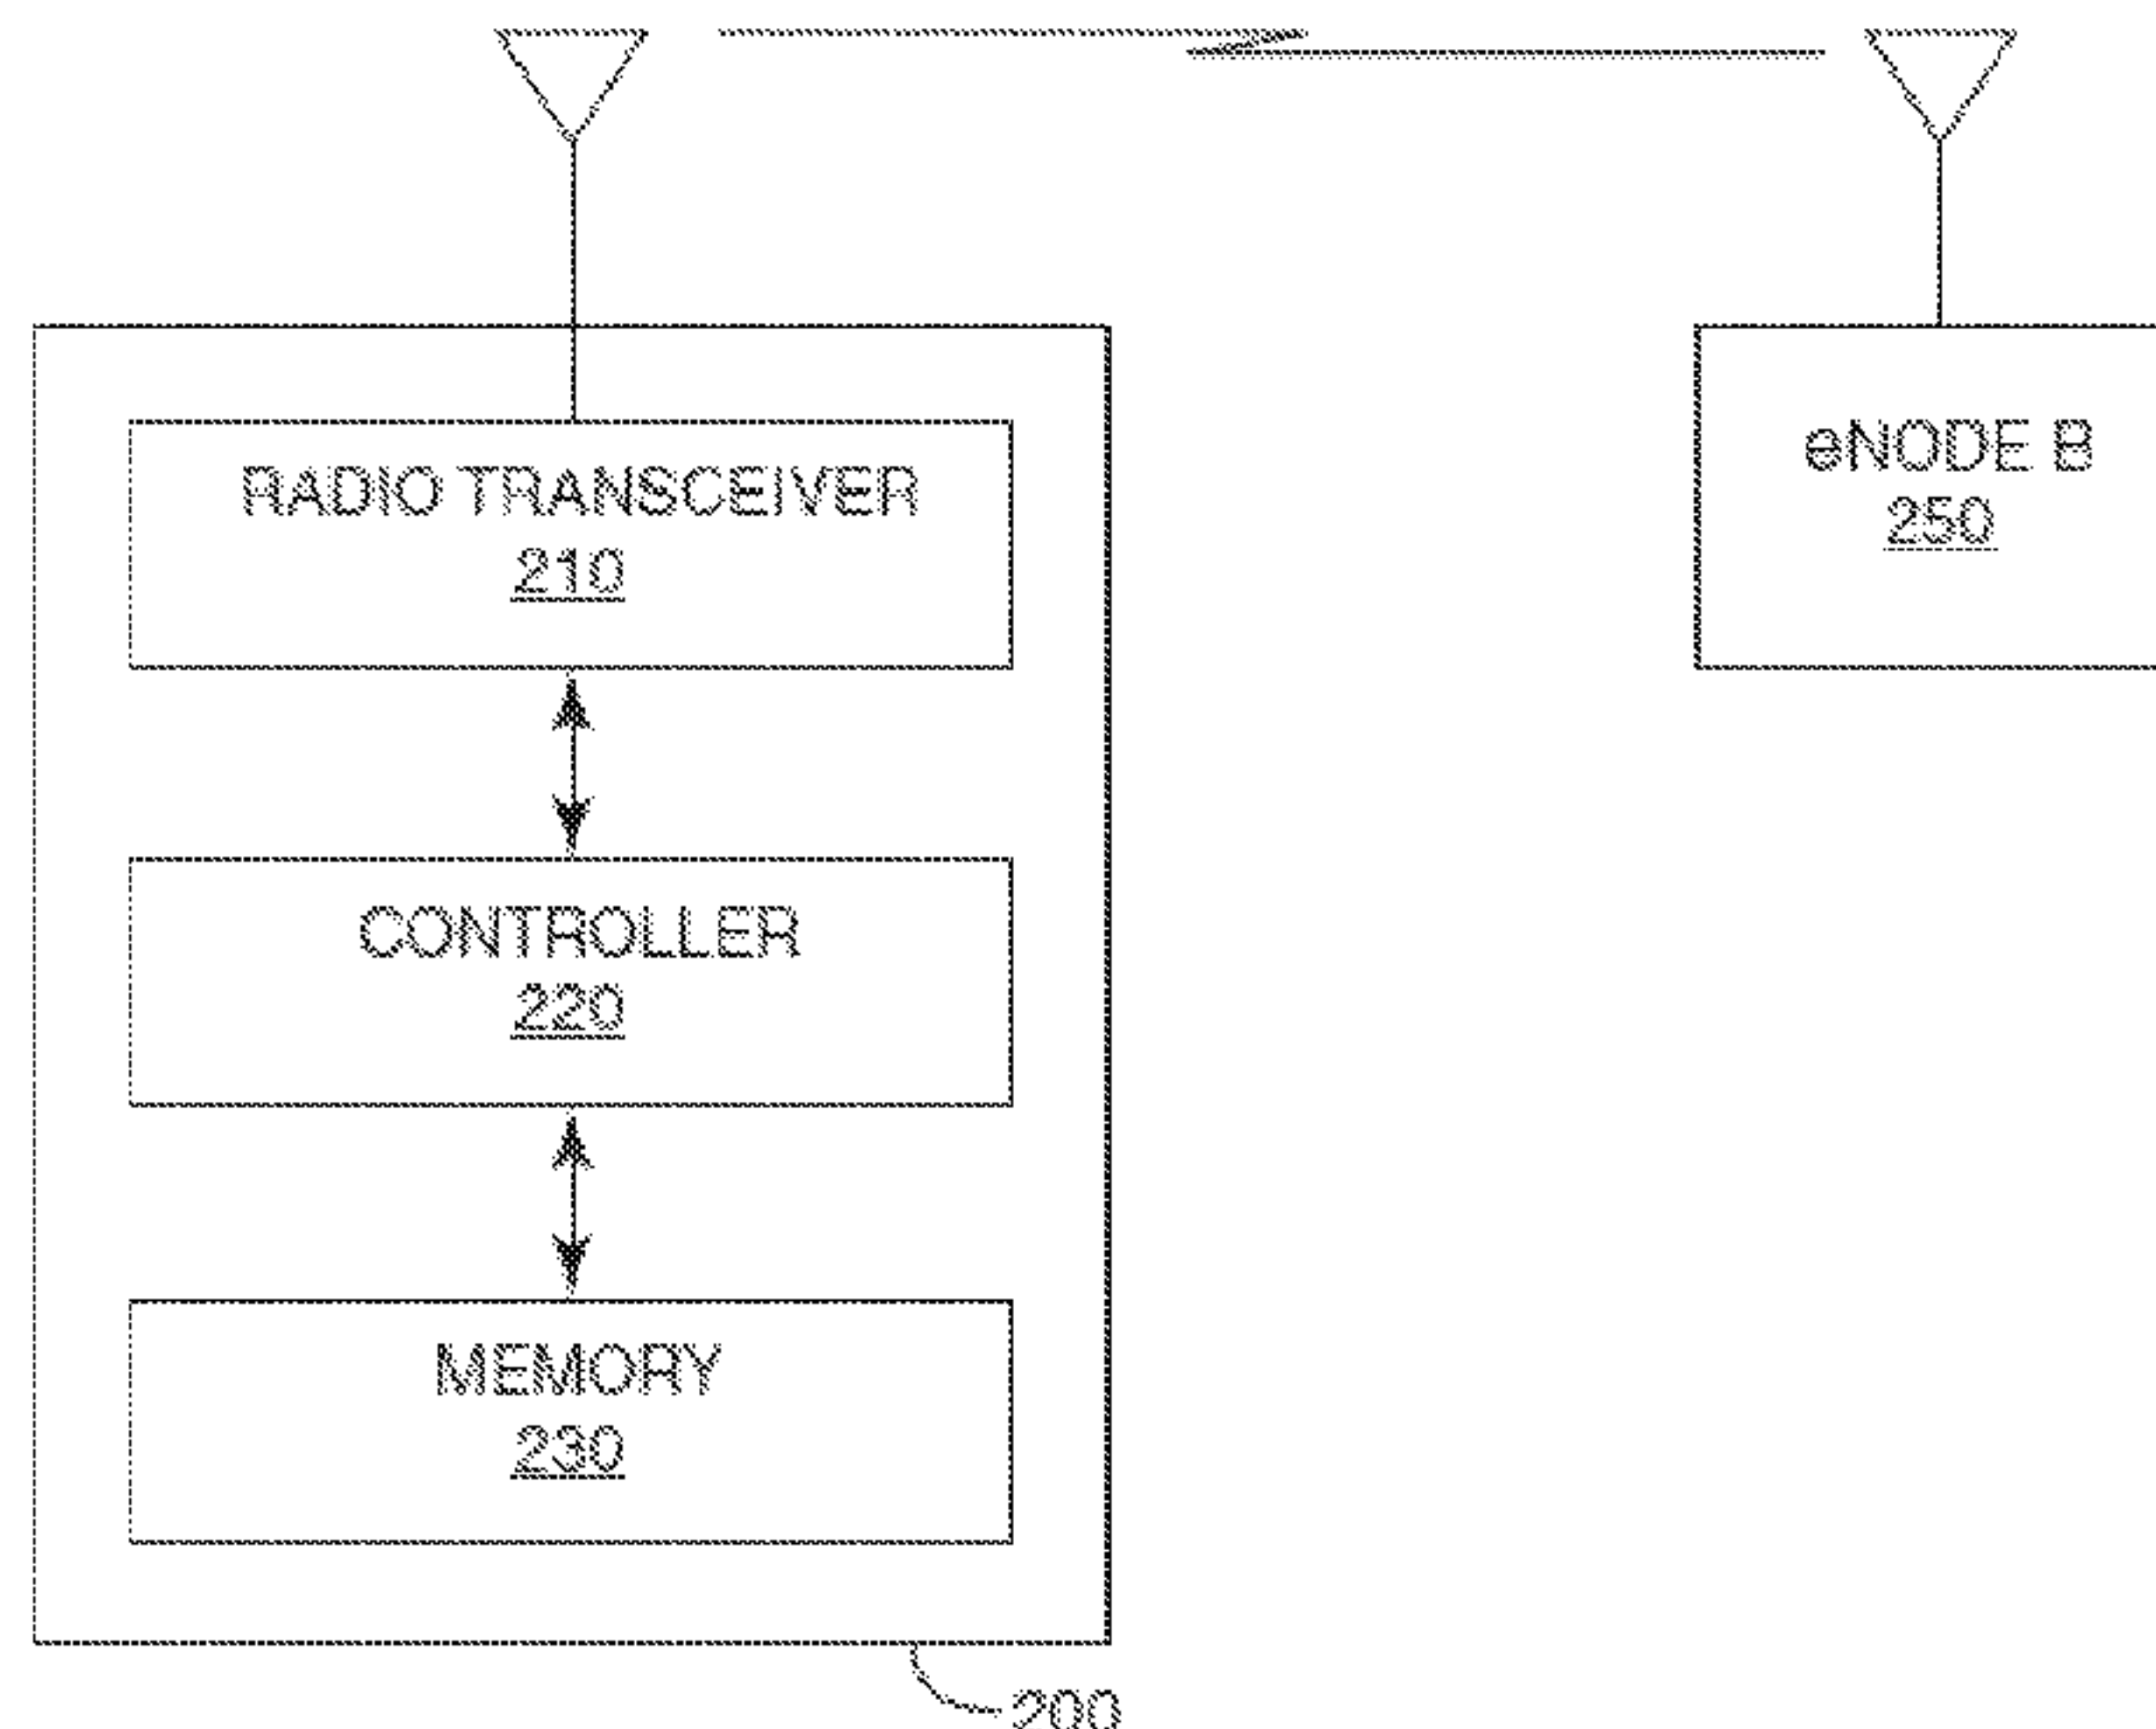 RADIO TRANSCEIVER
210
eNODE B
250
CONTROLLER
220
MEMORY
230
200